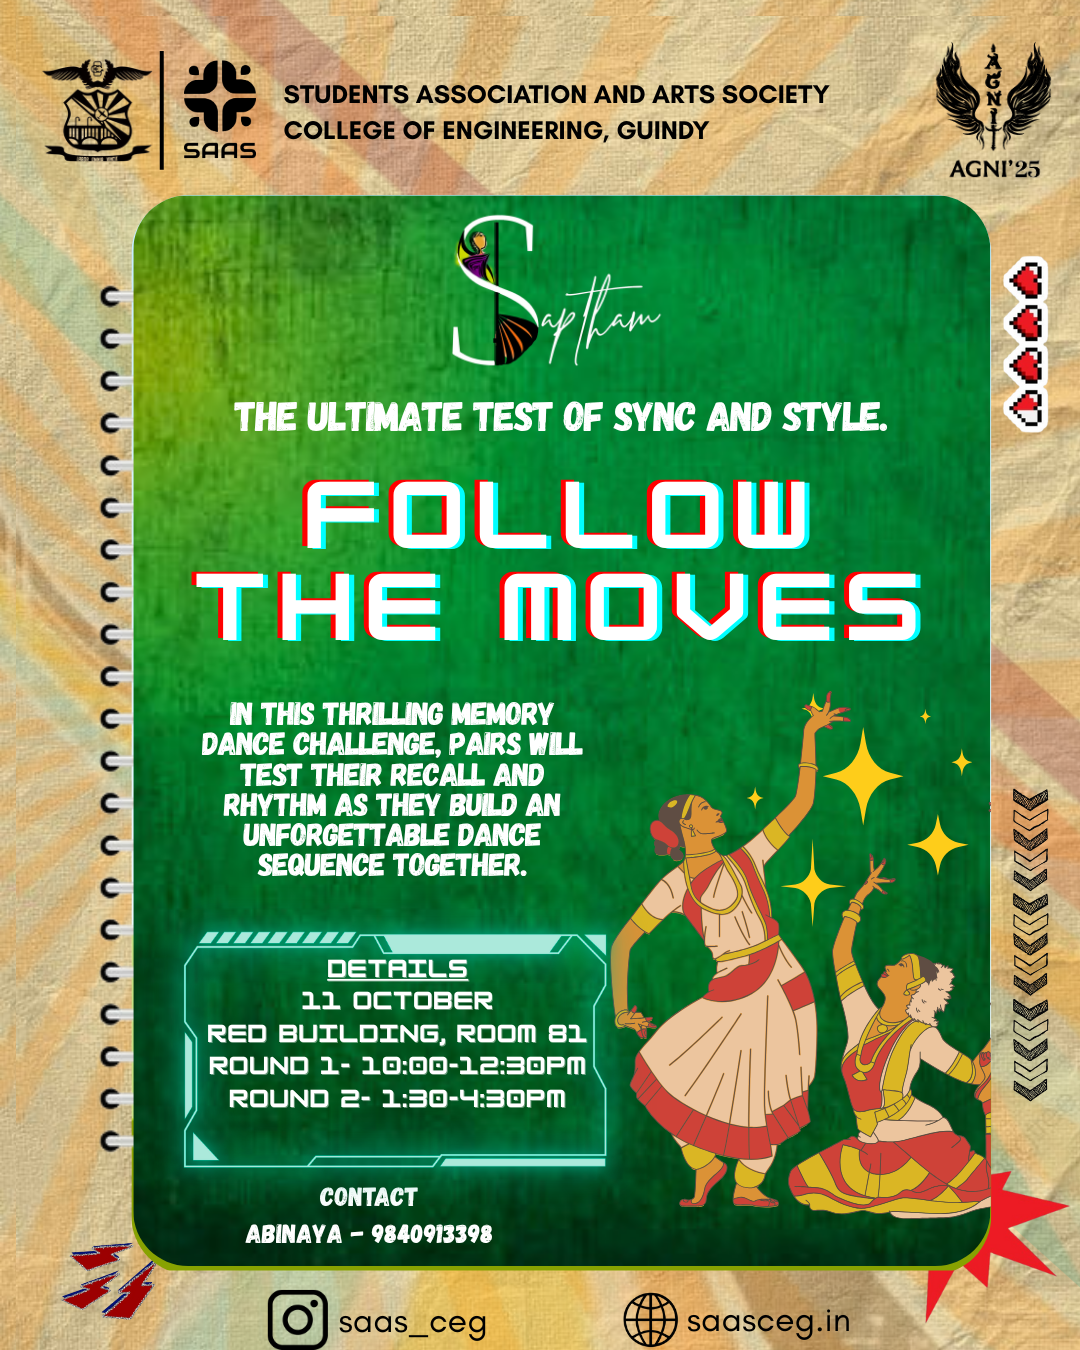 STUDENTS ASSOCIATION AND ARTS SOCIETY
COLLEGE OF ENGINEERING, GUINDY
SAAS
AGNI
AGNI'25
Saptham
THE ULTIMATE TEST OF SYNC AND STYLE.
FOLLOW
THE MOVES
IN THIS THRILLING MEMORY
DANCE CHALLENGE, PAIRS WILL
TEST THEIR RECALL AND
RHYTHM AS THEY BUILD AN
UNFORGETTABLE DANCE
SEQUENCE TOGETHER.
DETAILS
11 OCTOBER
RED BUILDING, ROOM 81
ROUND 1- 10:00-12:30PM
ROUND 2- 1:30-4:30PM
CONTACT
ABINAYA - 9840913398
saas_ceg
saasceg.in